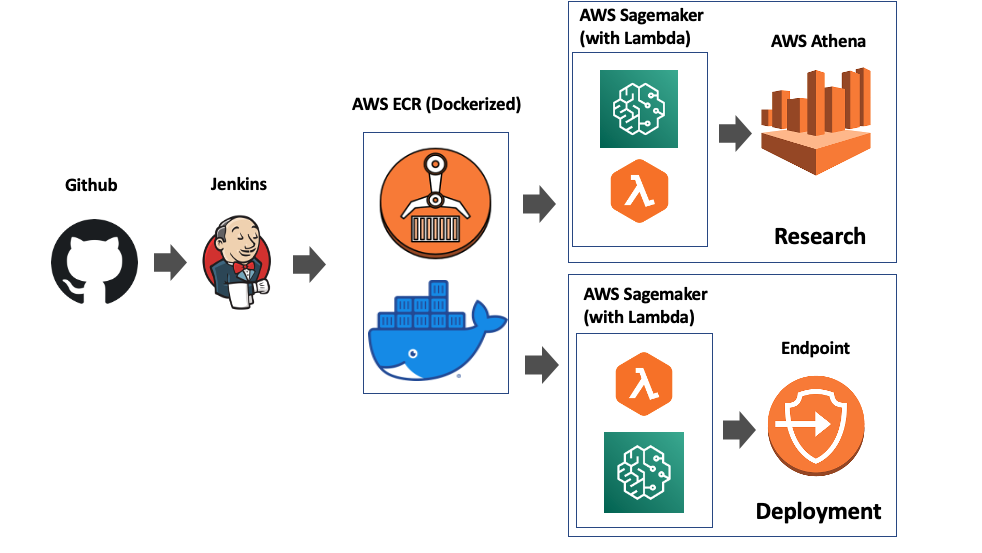 Github
Jenkins
AWS ECR (Dockerized)
AWS Sagemaker
(with Lambda)
AWS Athena
Research
AWS Sagemaker
(with Lambda)
Endpoint
Deployment